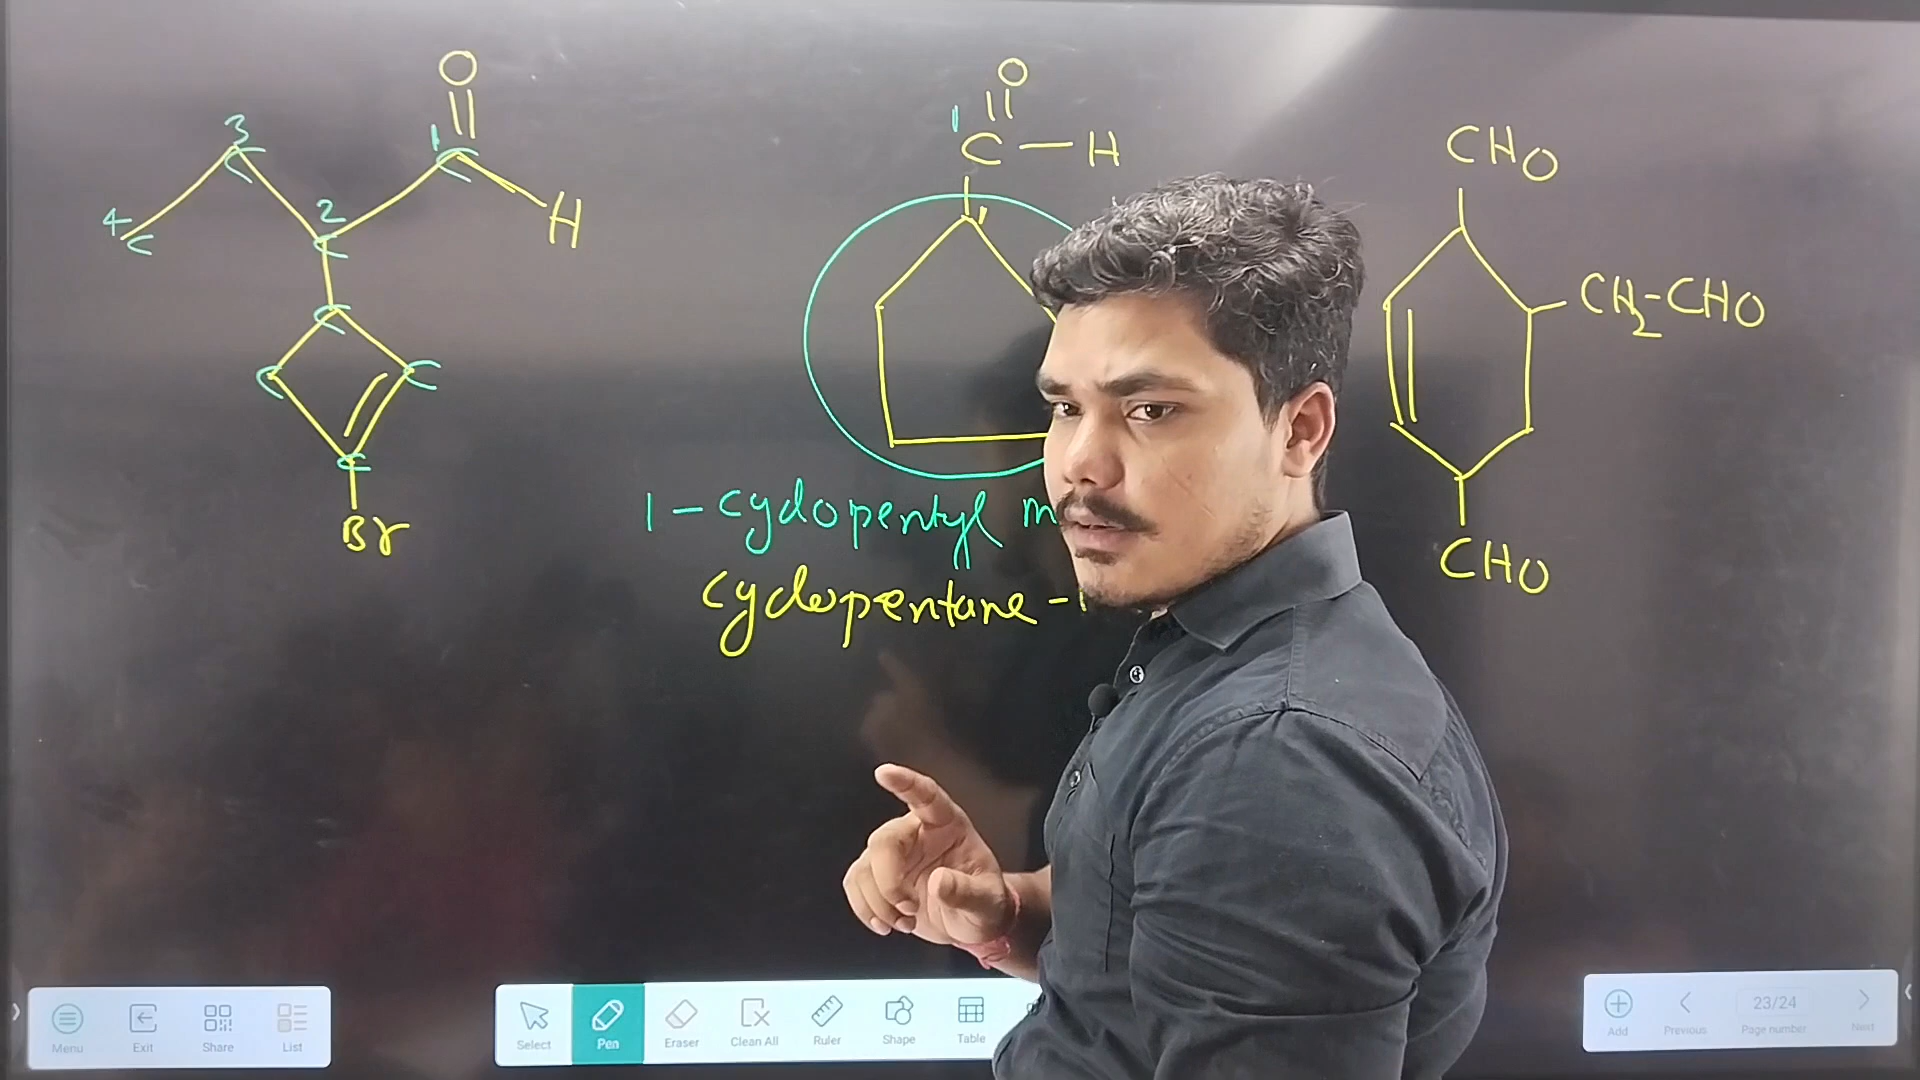 O
1
C
H
3
C
2
C
4
C
C
C
C
C
Br
O
1
C — H
1
1 - cyclopentyl
cyclopentane -
CHO
CH2-CHO
CHO
Menu
Exit
Share
List
Select
Pen
Eraser
Clean All
Ruler
Shape
Table
Add
Previous
23/24
Page number
Next